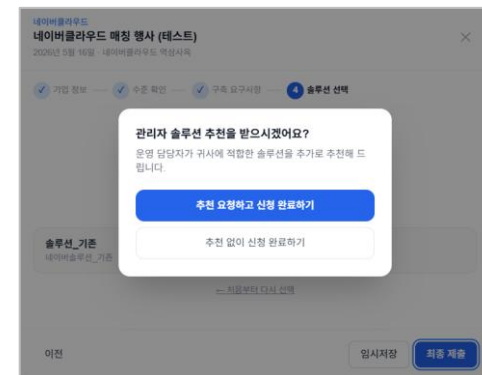 네이버클라우드
네이버클라우드 매칭 행사 (테스트)
2026년 5월 16일 · 네이버클라우드 역삼사옥
기업 정보
수준 확인
구축 요구사항
4 솔루션 선택
관리자 솔루션 추천을 받으시겠어요?
운영 담당자가 귀사에 적합한 솔루션을 추가로 추천해 드
립니다.
추천 요청하고 신청 완료하기
추천 없이 신청 완료하기
솔루션_기존
네이버솔루션_기존
← 처음부터 다시 선택
이전
임시저장
최종 제출